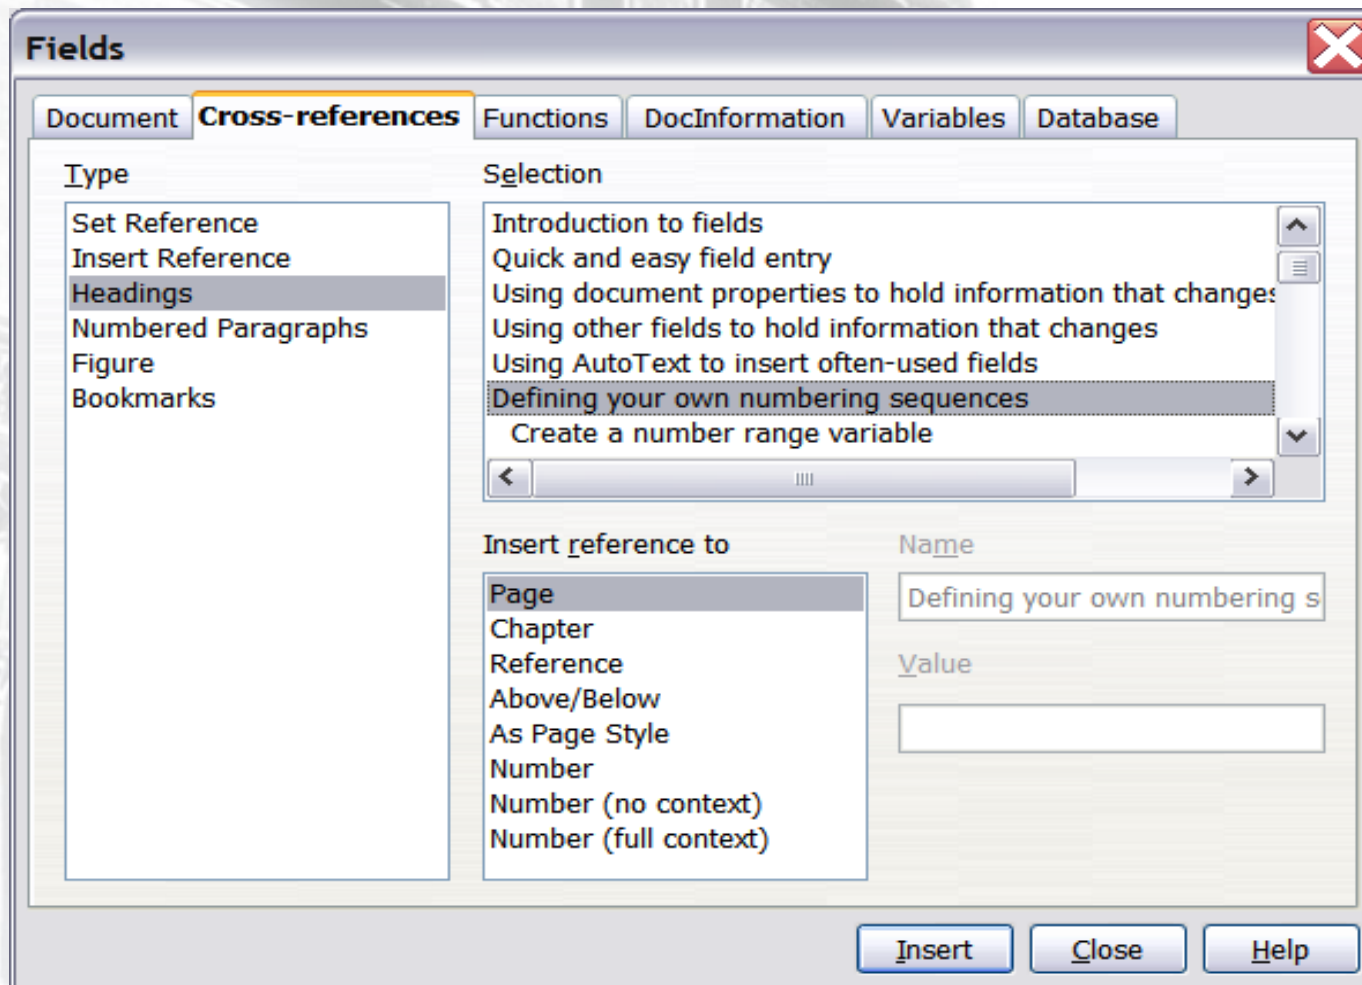 Fields
Document Cross-references Functions DocInformation Variables Database
Type
Set Reference
Insert Reference
Headings
Numbered Paragraphs
Figure
Bookmarks
Selection
Introduction to fields
Quick and easy field entry
Using document properties to hold information that changes
Using other fields to hold information that changes
Using AutoText to insert often-used fields
Defining your own numbering sequences
Create a number range variable
Insert reference to
Page
Chapter
Reference
Above/Below
As Page Style
Number
Number (no context)
Number (full context)
Name
Defining your own numbering s
Value
Insert Close Help